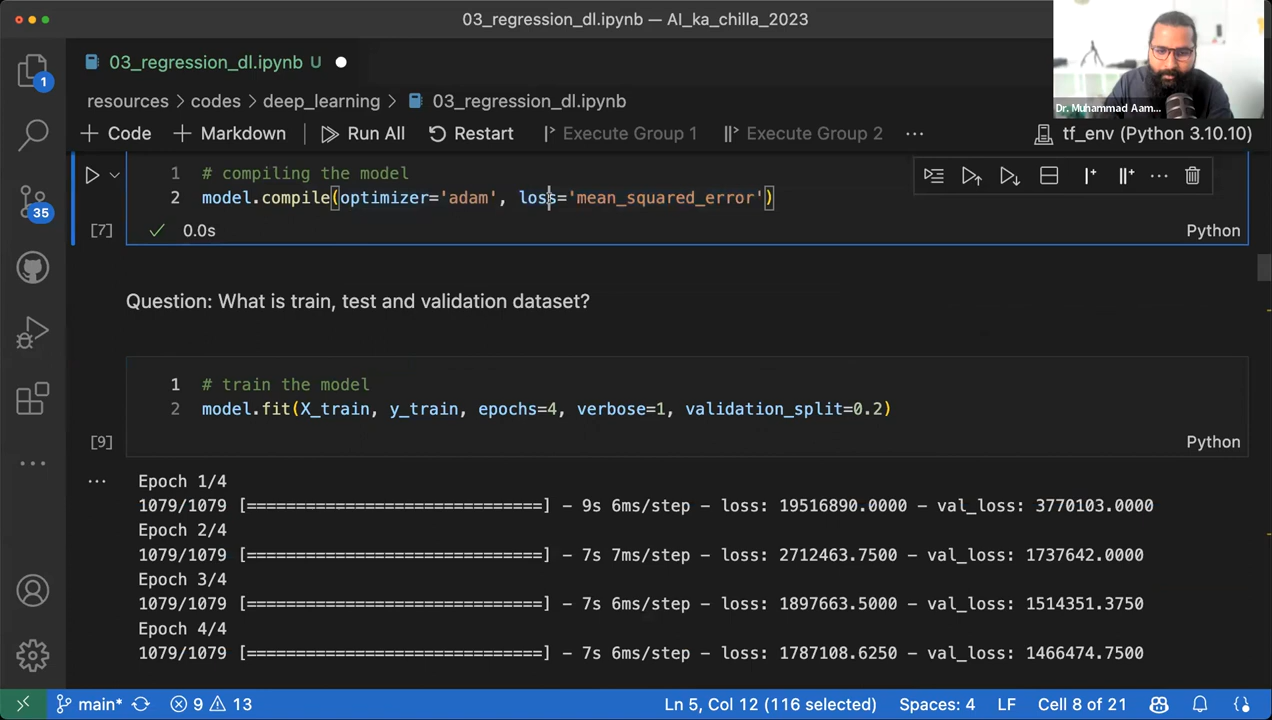 03_regression_dl.ipynb — AI_ka_chilla_2023
03_regression_dl.ipynb U
resources > codes > deep_learning > 03_regression_dl.ipynb
Code Markdown Run All Restart Execute Group 1 Execute Group 2 ... tf_env (Python 3.10.10)
Dr. Muhammad Aam...
1
1 # compiling the model
2 model.compile(optimizer='adam', loss='mean_squared_error')
[7] 0.0s Python
35
Question: What is train, test and validation dataset?
1 # train the model
2 model.fit(X_train, y_train, epochs=4, verbose=1, validation_split=0.2)
[9] Python
... Epoch 1/4
1079/1079 [==============================] - 9s 6ms/step - loss: 19516890.0000 - val_loss: 3770103.0000
Epoch 2/4
1079/1079 [==============================] - 7s 7ms/step - loss: 2712463.7500 - val_loss: 1737642.0000
Epoch 3/4
1079/1079 [==============================] - 7s 6ms/step - loss: 1897663.5000 - val_loss: 1514351.3750
Epoch 4/4
1079/1079 [==============================] - 7s 6ms/step - loss: 1787108.6250 - val_loss: 1466474.7500
main* 9 13 Ln 5, Col 12 (116 selected) Spaces: 4 LF Cell 8 of 21